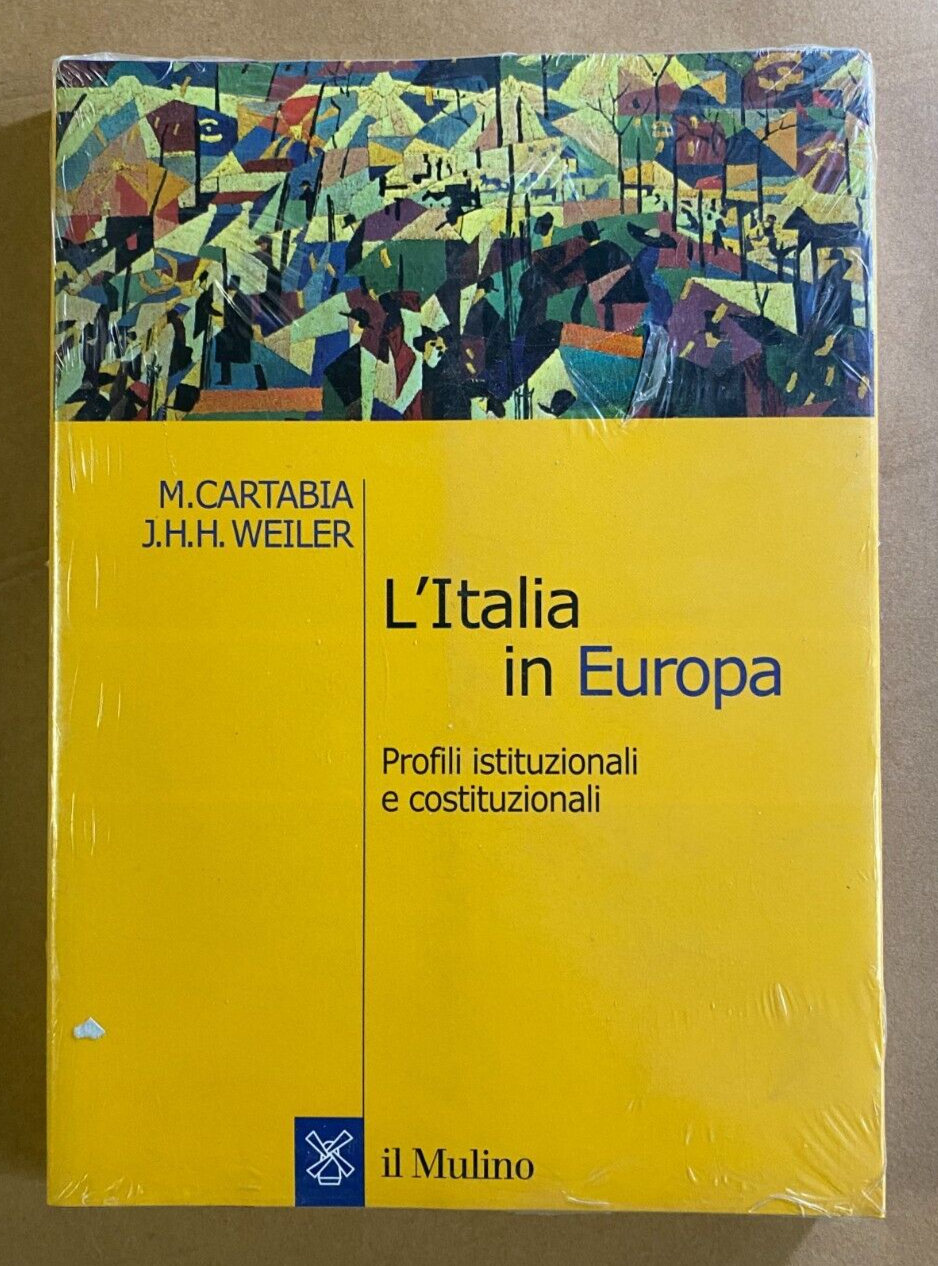 M.CARTABIA
J.H.H. WEILER
L'Italia
in Europa
Profili istituzionali
e costituzionali
il Mulino